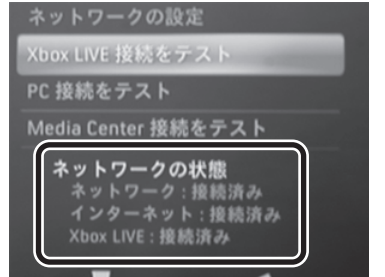 ネットワークの設定
Xbox LIVE 接続をテスト
PC 接続をテスト
Media Center 接続をテスト
ネットワークの状態
ネットワーク : 接続済み
インターネット : 接続済み
Xbox LIVE : 接続済み